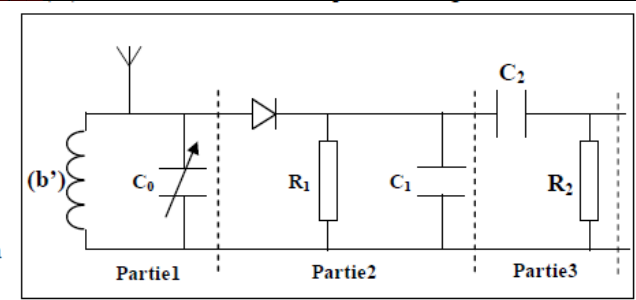 C₂
(b') C₀ R₁ C₁ R₂
Partie1 Partie2 Partie3